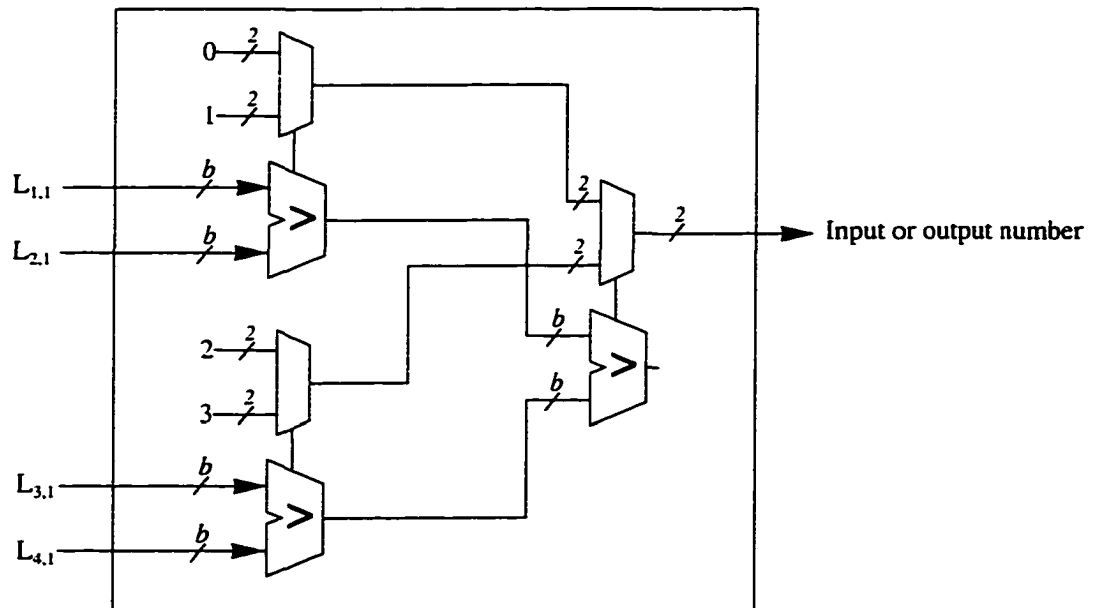 0 2
1 2
L1,1 b
>
L2,1 b
2
2
2 Input or output number
2 2
3 2
b
>
b
L3,1 b
>
L4,1 b